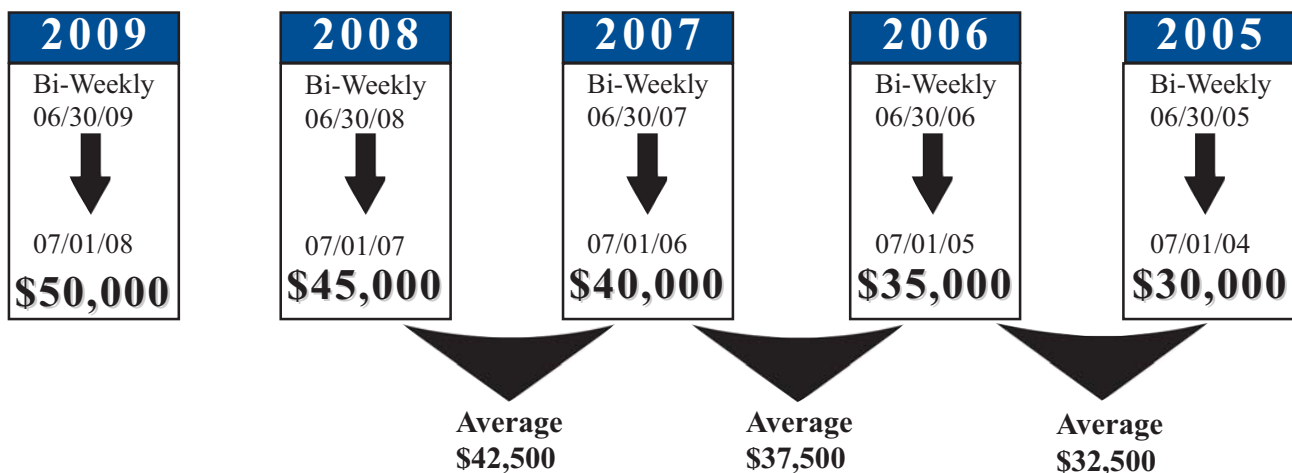 2009
Bi-Weekly
06/30/09
07/01/08
$50,000
2008
Bi-Weekly
06/30/08
07/01/07
$45,000
2007
Bi-Weekly
06/30/07
07/01/06
$40,000
2006
Bi-Weekly
06/30/06
07/01/05
$35,000
2005
Bi-Weekly
06/30/05
07/01/04
$30,000
Average
$42,500
Average
$37,500
Average
$32,500